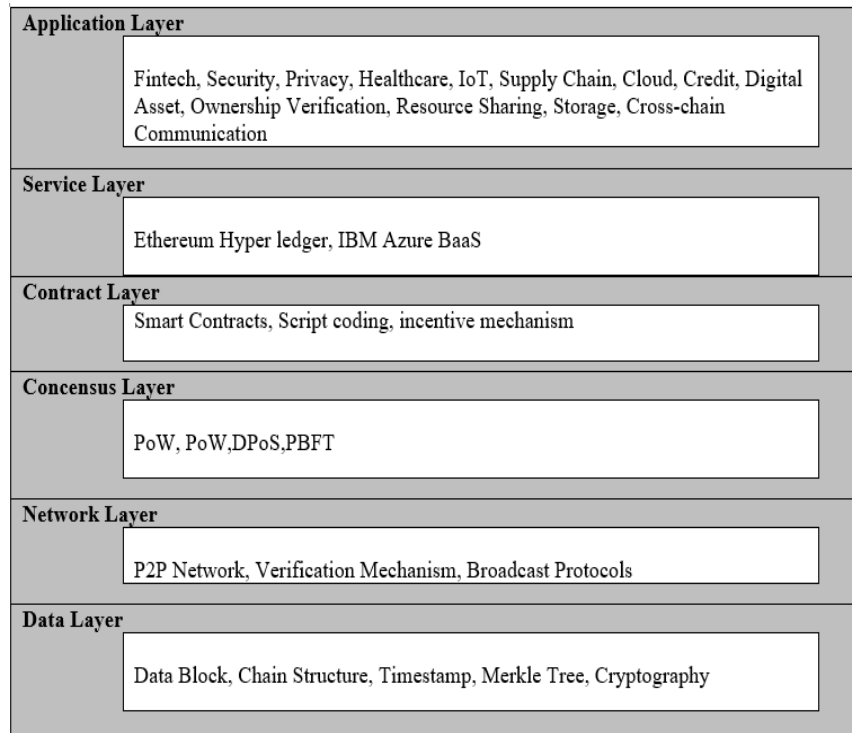 Application Layer
Fintech, Security, Privacy, Healthcare, IoT, Supply Chain, Cloud, Credit, Digital
Asset, Ownership Verification, Resource Sharing, Storage, Cross-chain
Communication
Service Layer
Ethereum Hyper ledger, IBM Azure BaaS
Contract Layer
Smart Contracts, Script coding, incentive mechanism
Concensus Layer
PoW, PoW,DPoS,PBFT
Network Layer
P2P Network, Verification Mechanism, Broadcast Protocols
Data Layer
Data Block, Chain Structure, Timestamp, Merkle Tree, Cryptography